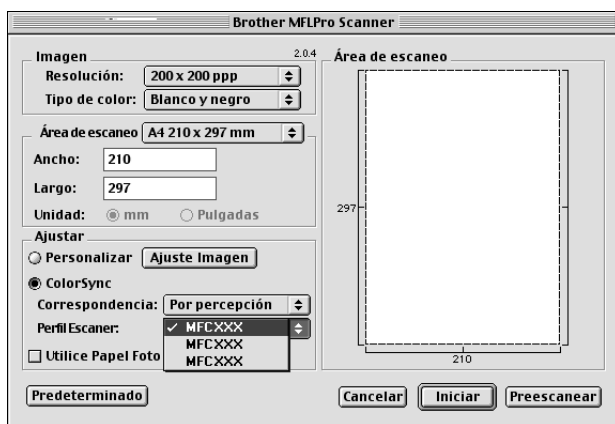 Brother MFLPro Scanner
Imagen
2.0.4
Resolución: 200 x 200 ppp
Tipo de color: Blanco y negro
Área de escaneo A4 210 x 297 mm
Ancho: 210
Largo: 297
Unidad: mm Pulgadas
Ajustar
Personalizar Ajuste Imagen
ColorSync
Correspondencia: Por percepción
Perfil Escaner: MFCXXX
MFCXXX
MFCXXX
Utilice Papel Foto
Predeterminado
Área de escaneo
297
210
Cancelar Iniciar Preescanear